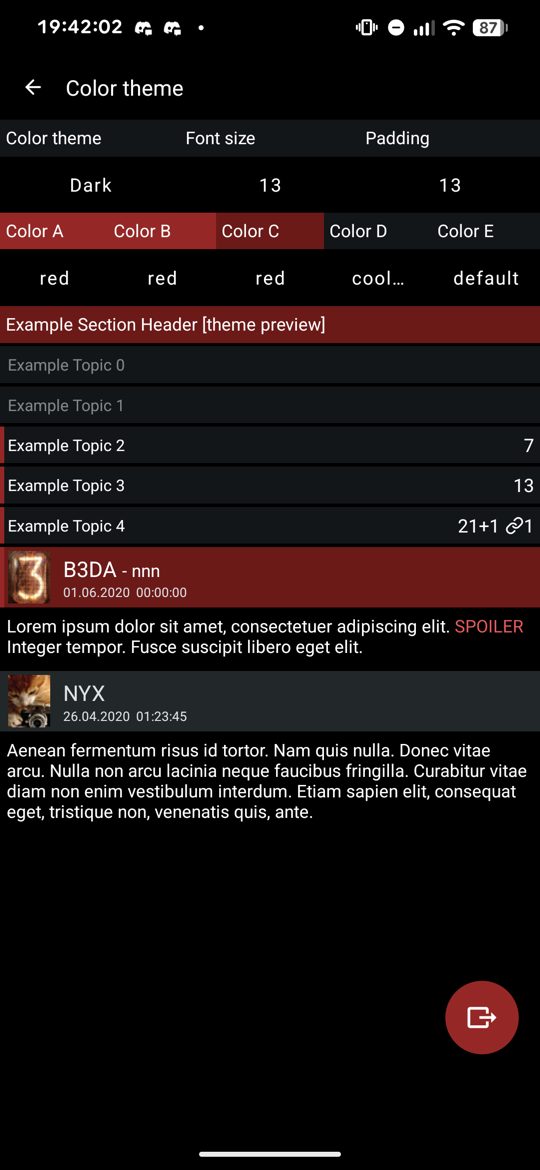 19:42:02 87
Color theme
Color theme Font size Padding
Dark 13 13
Color A Color B Color C Color D Color E
red red red cool… default
Example Section Header [theme preview]
Example Topic 0
Example Topic 1
Example Topic 2 7
Example Topic 3 13
Example Topic 4 21+1 1
3
B3DA - nnn
01.06.2020 00:00:00
Lorem ipsum dolor sit amet, consectetuer adipiscing elit. SPOILER
Integer tempor. Fusce suscipit libero eget elit.
NYX
26.04.2020 01:23:45
Aenean fermentum risus id tortor. Nam quis nulla. Donec vitae
arcu. Nulla non arcu lacinia neque faucibus fringilla. Curabitur vitae
diam non enim vestibulum interdum. Etiam sapien elit, consequat
eget, tristique non, venenatis quis, ante.